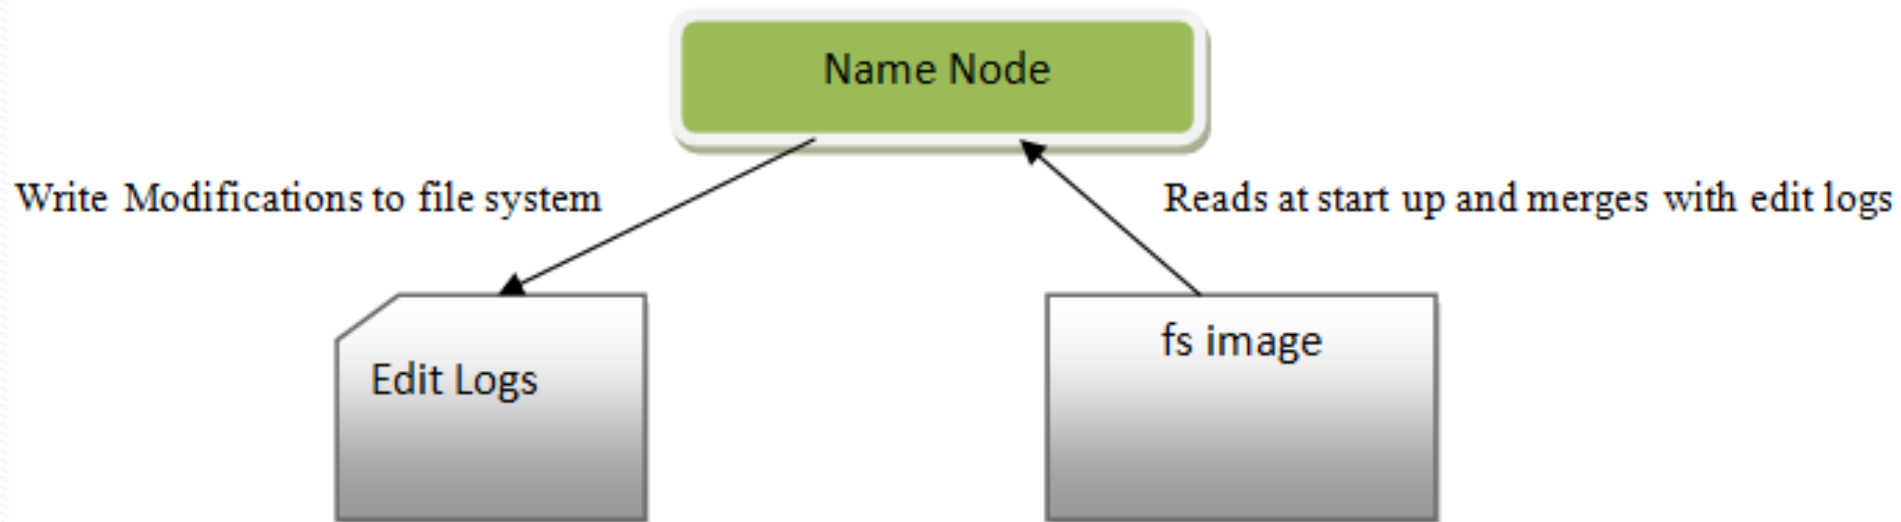 Name Node
Write Modifications to file system
Reads at start up and merges with edit logs
Edit Logs
fs image